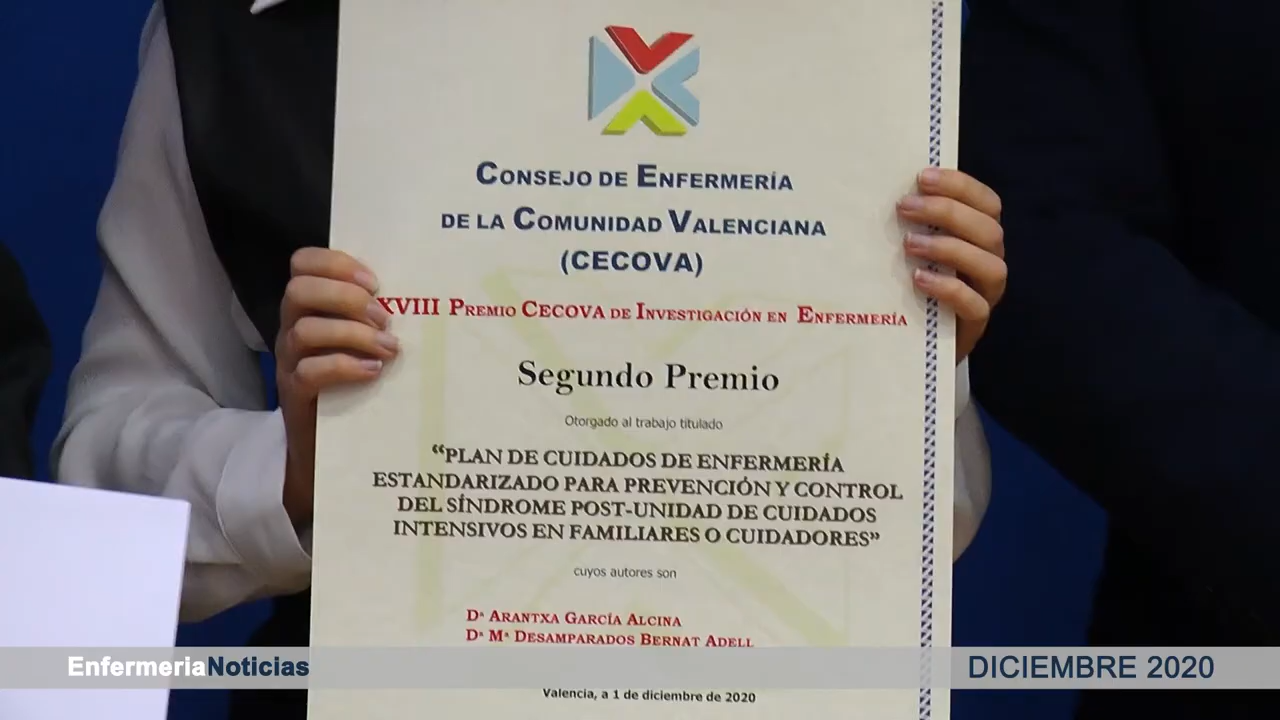 CONSEJO DE ENFERMERÍA
DE LA COMUNIDAD VALENCIANA
(CECOVA)
XVIII PREMIO CECOVA DE INVESTIGACIÓN EN ENFERMERÍA
Segundo Premio
Otorgado al trabajo titulado
“PLAN DE CUIDADOS DE ENFERMERÍA
ESTANDARIZADO PARA PREVENCIÓN Y CONTROL
DEL SÍNDROME POST-UNIDAD DE CUIDADOS
INTENSIVOS EN FAMILIARES O CUIDADORES”
cuyos autores son
Dª ARANTXA GARCÍA ALCINA
Dª Mª DESAMPARADOS BERNAT ADELL
EnfermeriaNoticias
DICIEMBRE 2020
Valencia, a 1 de diciembre de 2020